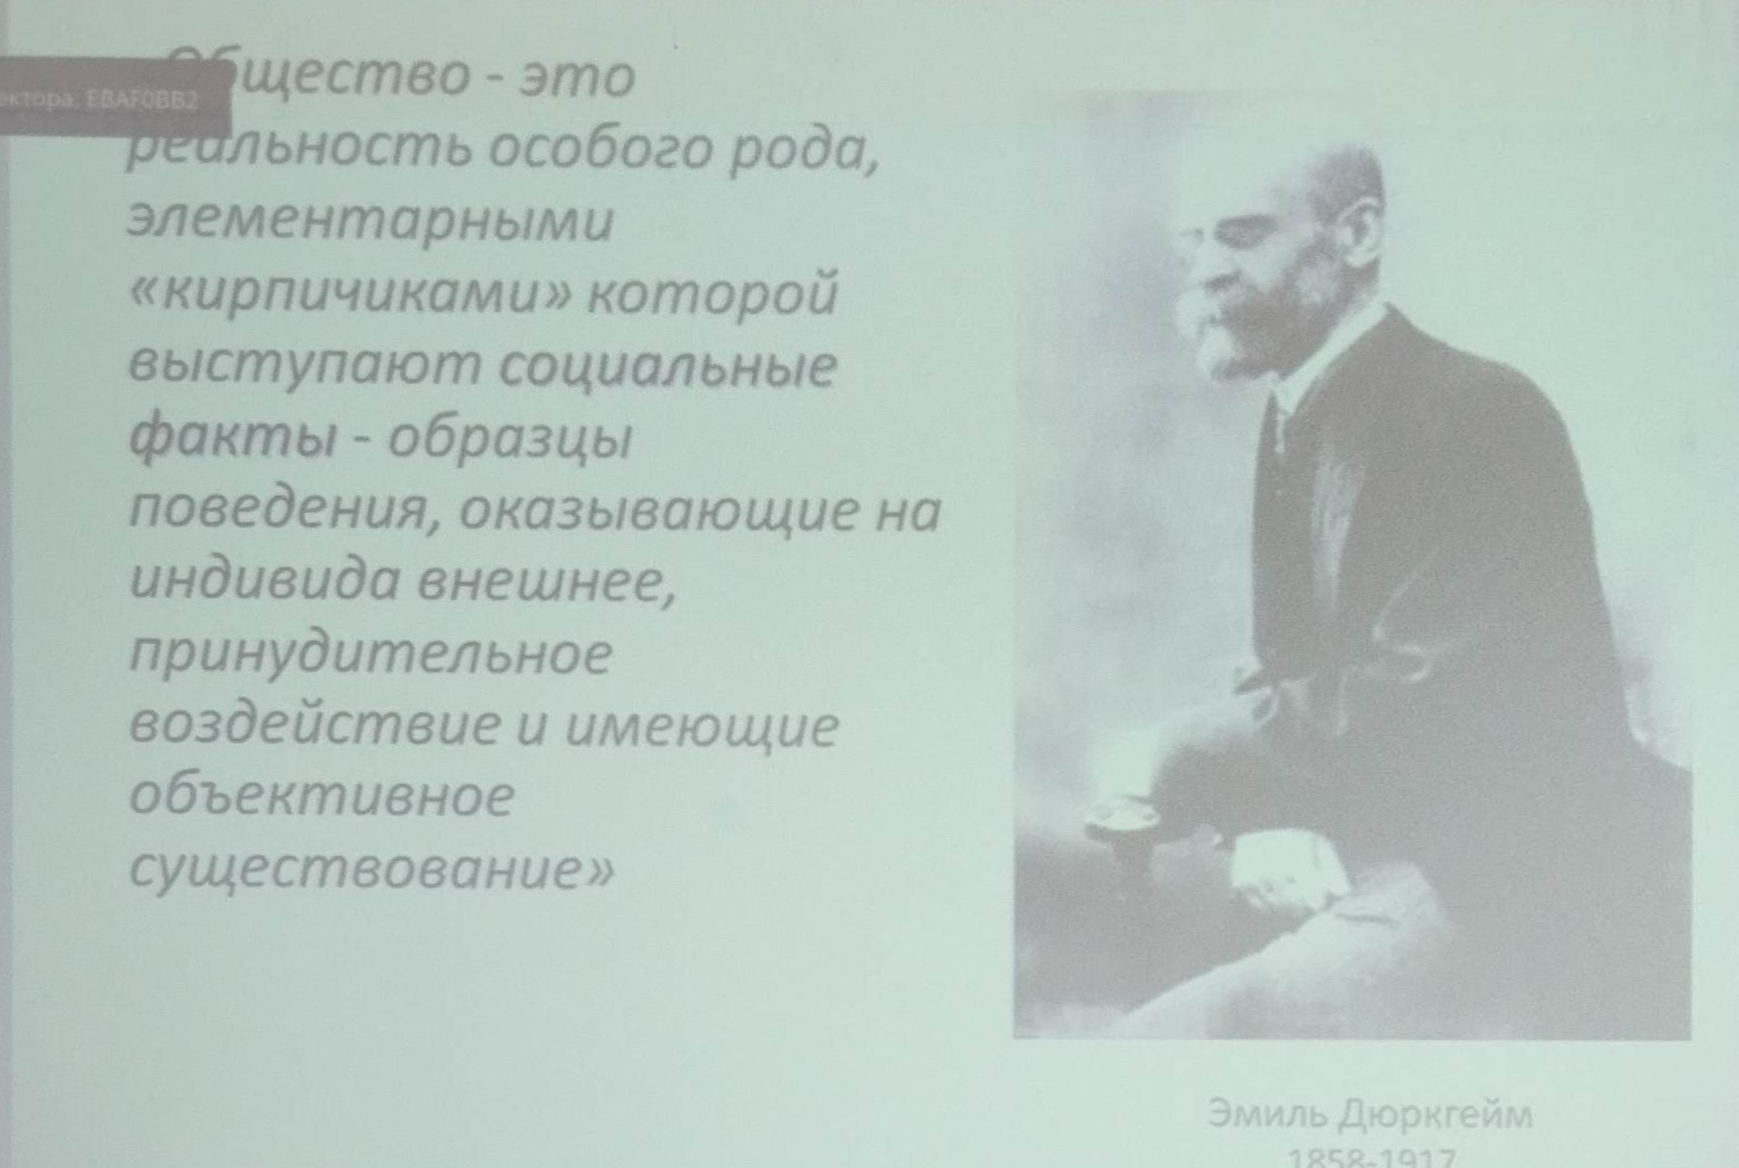 Общество - это
ектора: EBAF0BB2
реальность особого рода,
элементарными
«кирпичиками» которой
выступают социальные
факты - образцы
поведения, оказывающие на
индивида внешнее,
принудительное
воздействие и имеющие
объективное
существование»
Эмиль Дюркгейм
1858-1917